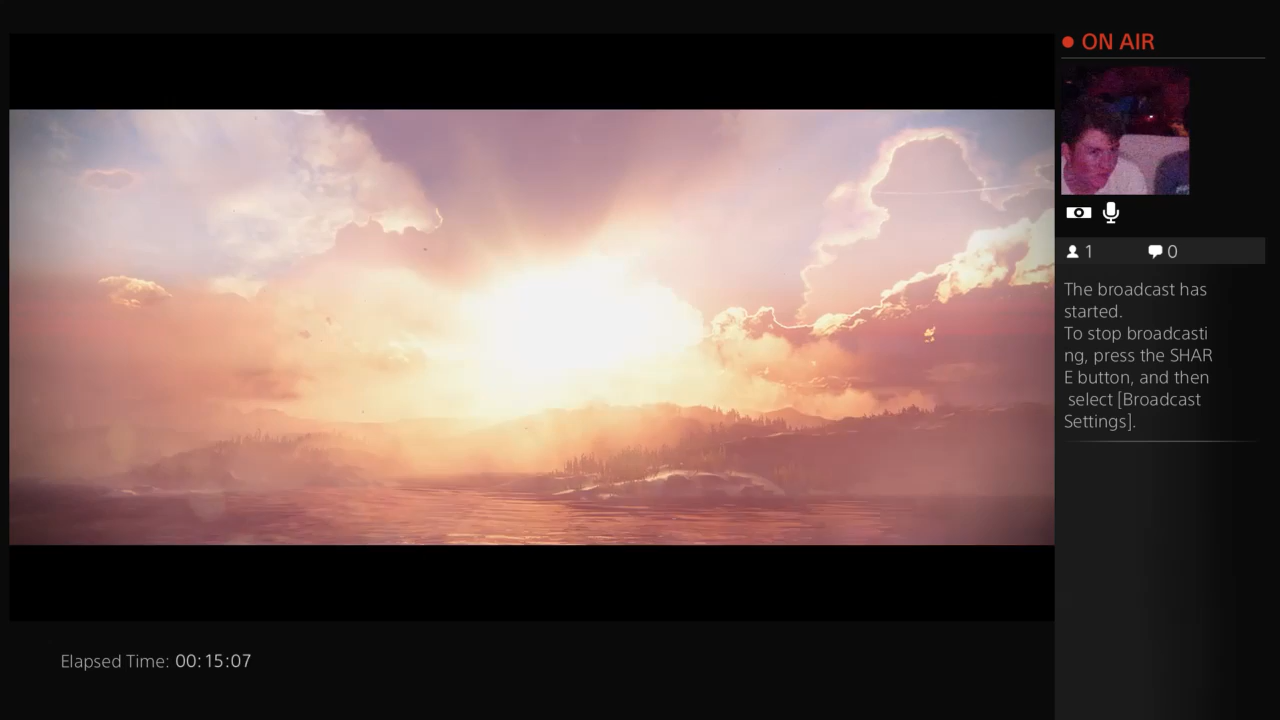 ON AIR
1 0
The broadcast has
started.
To stop broadcasti
ng, press the SHAR
E button, and then
select [Broadcast
Settings].
Elapsed Time: 00:15:07